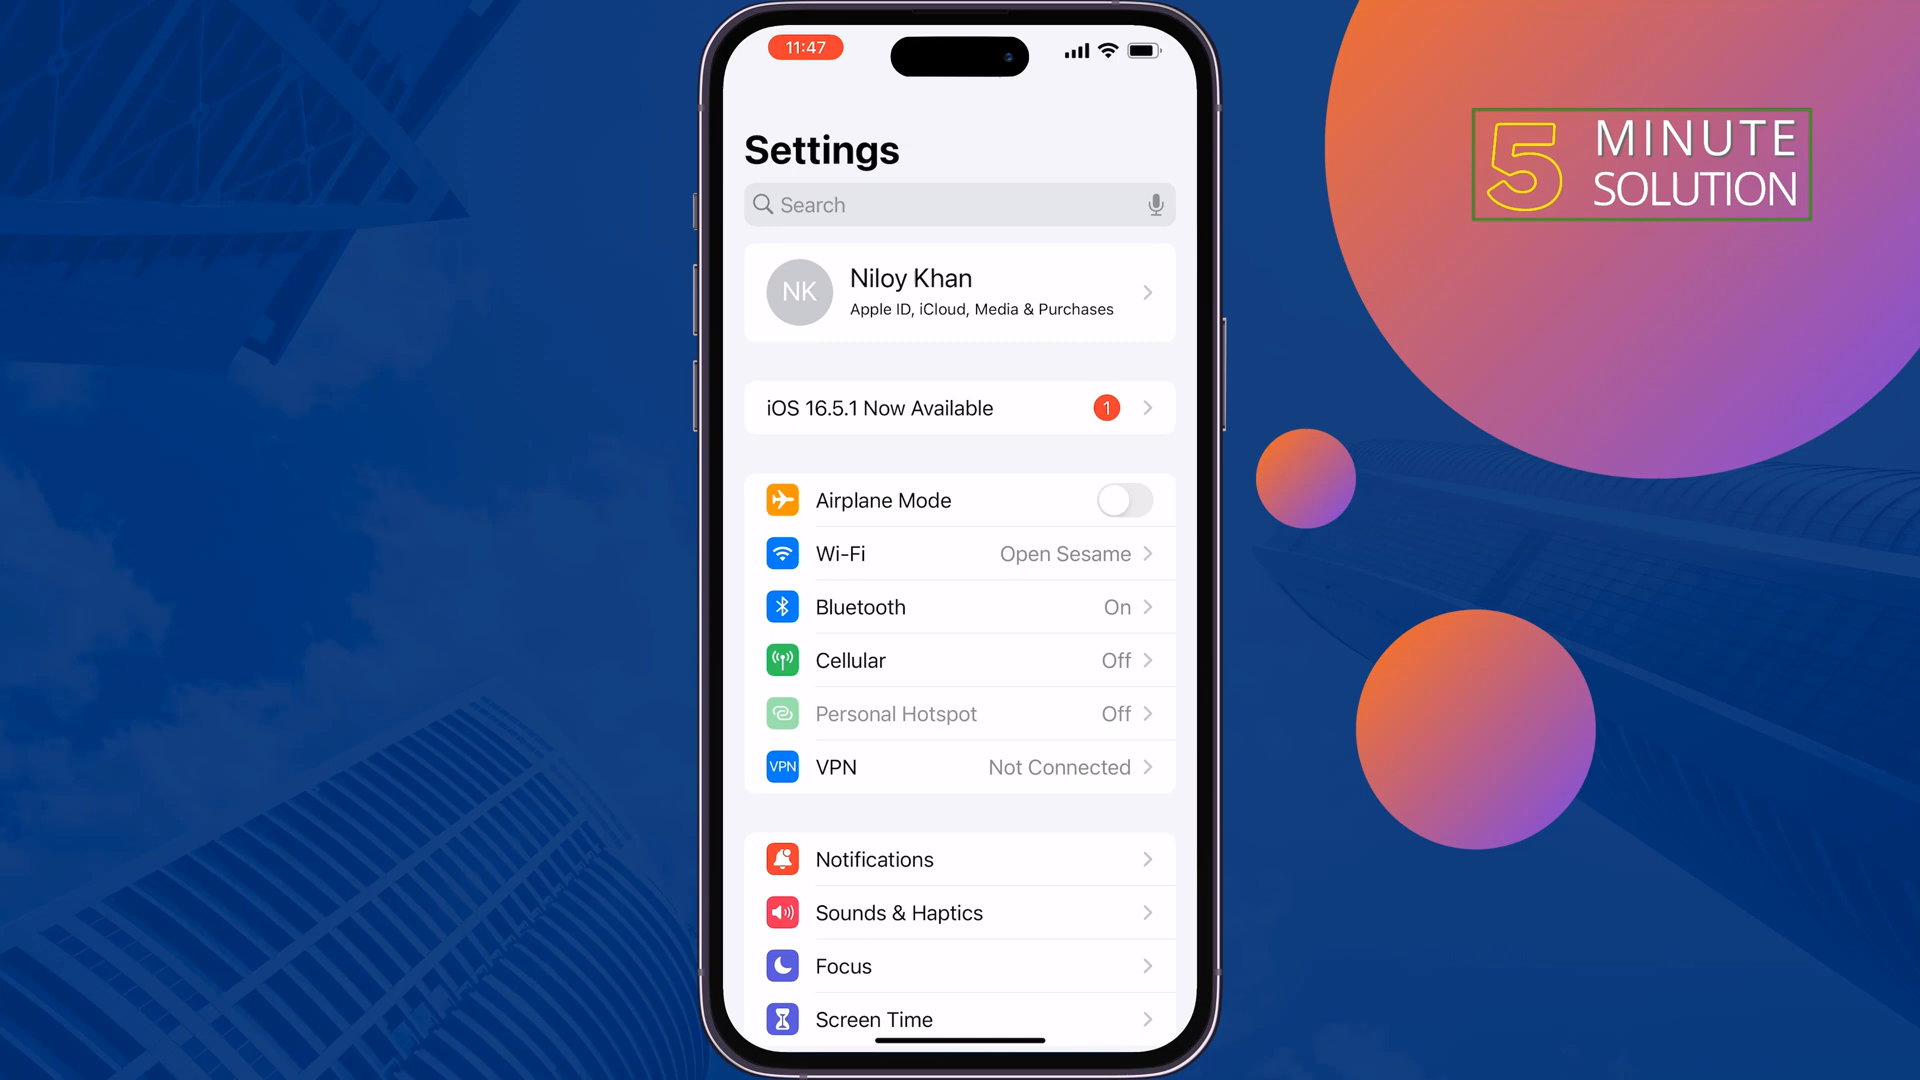 11:47
Settings
Search
NK
Niloy Khan
Apple ID, iCloud, Media & Purchases
iOS 16.5.1 Now Available 1
Airplane Mode
Wi-Fi Open Sesame
Bluetooth On
Cellular Off
Personal Hotspot Off
VPN VPN Not Connected
Notifications
Sounds & Haptics
Focus
Screen Time
5 MINUTE
SOLUTION